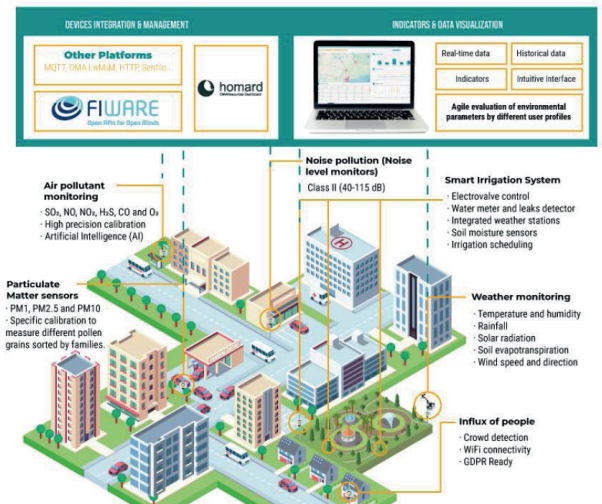 DEVICES INTEGRATION & MANAGEMENT
Other Platforms
MQTT, OMA LwM2M, HTTP, Sentilo...
FIWARE
Open APIs for Open Minds
homard
INDICATORS & DATA VISUALIZATION
Real-time data
Historical data
Indicators
Intuitive Interface
Agile evaluation of environmental
parameters by different user profiles
Air pollutant
monitoring
· SO₂, NO, NO₂, H₂S, CO and O₃
· High precision calibration
· Artificial Intelligence (AI)
Noise pollution (Noise
level monitors)
Class II (40-115 dB)
Smart Irrigation System
· Electrovalve control
· Water meter and leaks detector
· Integrated weather stations
· Soil moisture sensors
· Irrigation scheduling
Particulate
Matter sensors
· PM1, PM2.5 and PM10
· Specific calibration to
measure different pollen
grains sorted by families.
H
Weather monitoring
· Temperature and humidity
· Rainfall
· Solar radiation
· Soil evapotranspiration
· Wind speed and direction
Influx of people
· Crowd detection
· WiFi connectivity
· GDPR Ready